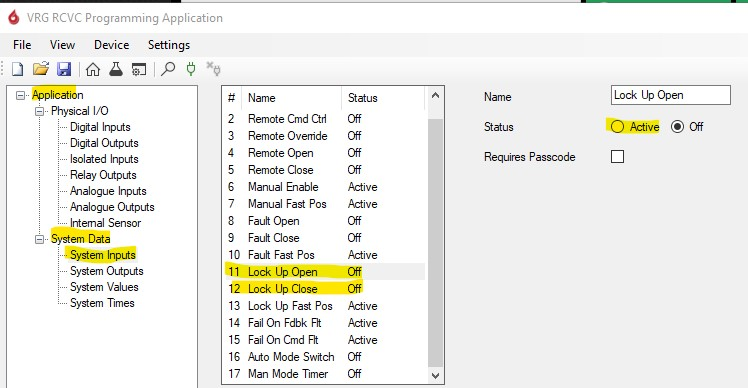 VRG RCVC Programming Application
File View Device Settings
Application
Physical I/O
Digital Inputs
Digital Outputs
Isolated Inputs
Relay Outputs
Analogue Inputs
Analogue Outputs
Internal Sensor
System Data
System Inputs
System Outputs
System Values
System Times
# Name Status
2 Remote Cmd Ctrl Off
3 Remote Override Off
4 Remote Open Off
5 Remote Close Off
6 Manual Enable Active
7 Manual Fast Pos Active
8 Fault Open Off
9 Fault Close Off
10 Fault Fast Pos Active
11 Lock Up Open Off
12 Lock Up Close Off
13 Lock Up Fast Pos Active
14 Fail On Fdbk Flt Active
15 Fail On Cmd Flt Active
16 Auto Mode Switch Off
17 Man Mode Timer Off
Name Lock Up Open
Status Active Off
Requires Passcode